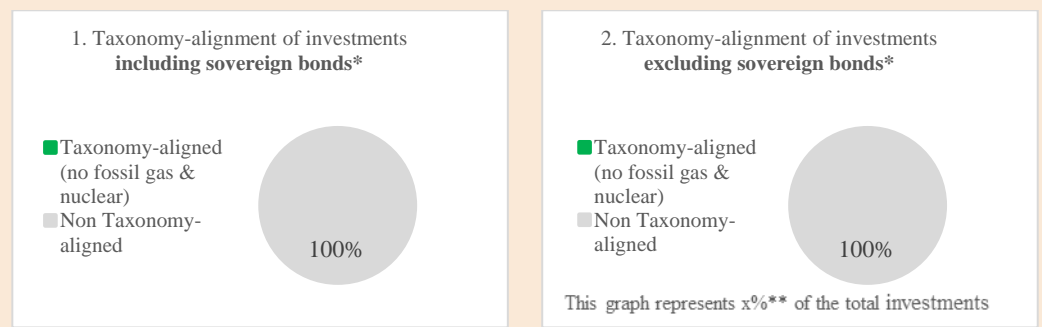 1. Taxonomy-alignment of investments
including sovereign bonds*
Taxonomy-aligned
(no fossil gas &
nuclear)
Non Taxonomy-
aligned
100%
2. Taxonomy-alignment of investments
excluding sovereign bonds*
Taxonomy-aligned
(no fossil gas &
nuclear)
Non Taxonomy-
aligned
100%
This graph represents x%** of the total investments